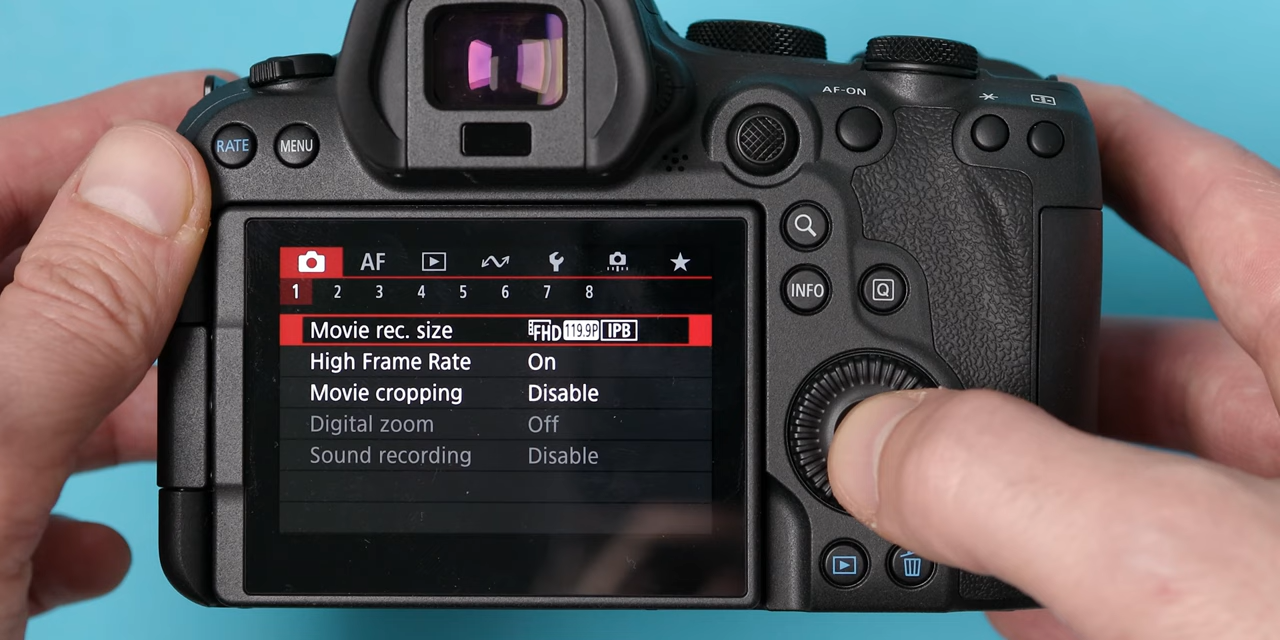 AF-ON
RATE MENU
AF
1 2 3 4 5 6 7 8
INFO
Q
Movie rec. size FHD 119.9P IPB
High Frame Rate On
Movie cropping Disable
Digital zoom Off
Sound recording Disable